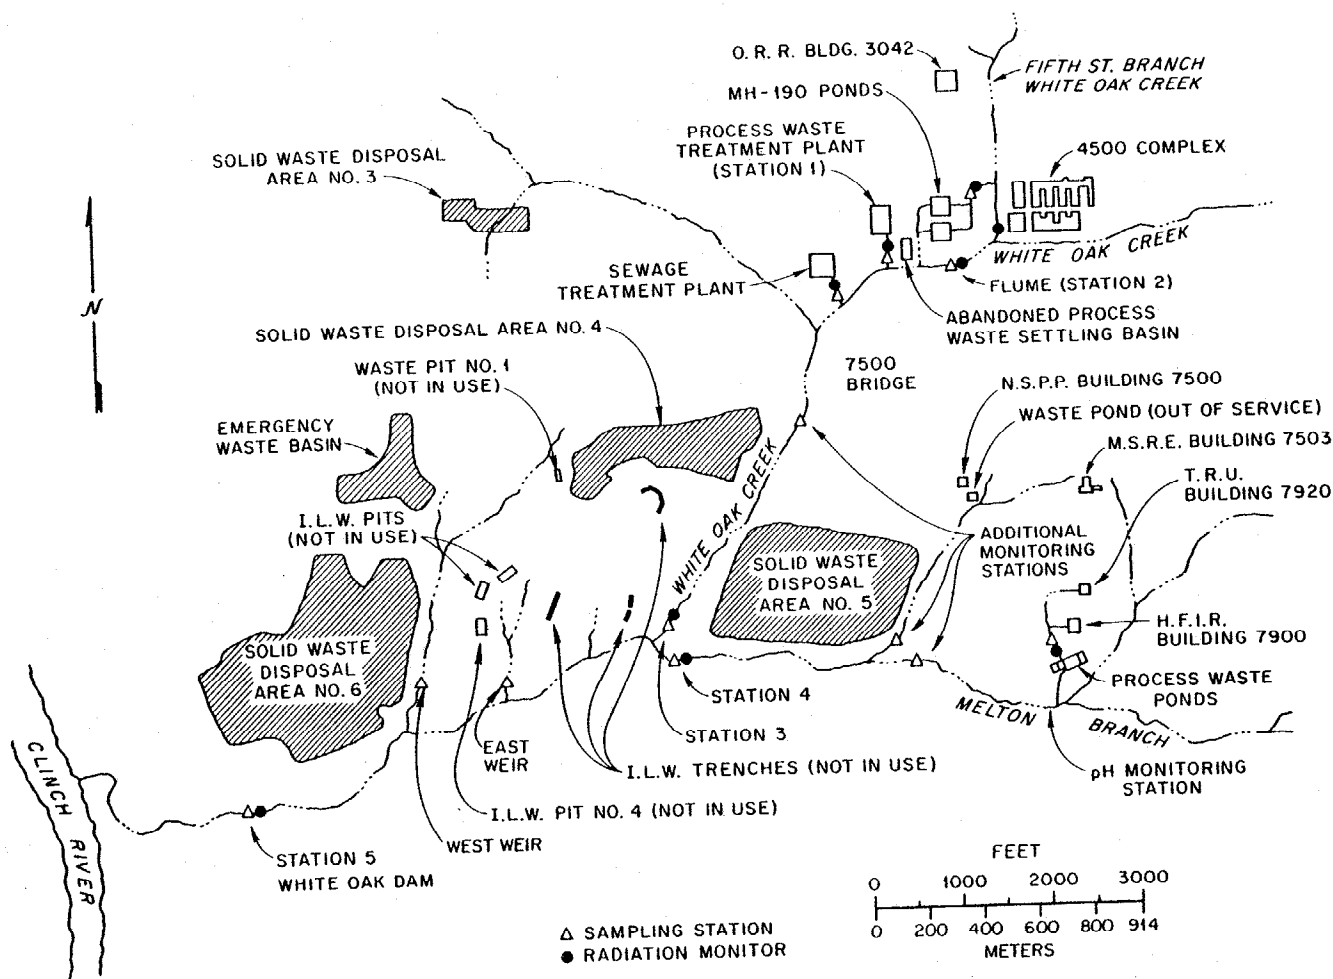 O.R.R. BLDG. 3042
FIFTH ST. BRANCH
WHITE OAK CREEK
MH-190 PONDS
PROCESS WASTE
TREATMENT PLANT
(STATION 1)
4500 COMPLEX
SOLID WASTE DISPOSAL
AREA NO. 3
WHITE OAK CREEK
N
SEWAGE
TREATMENT PLANT
FLUME (STATION 2)
ABANDONED PROCESS
WASTE SETTLING BASIN
SOLID WASTE DISPOSAL AREA NO. 4
WASTE PIT NO. 1
(NOT IN USE)
7500
BRIDGE
N.S.P.P. BUILDING 7500
WASTE POND (OUT OF SERVICE)
M.S.R.E. BUILDING 7503
EMERGENCY
WASTE BASIN
T.R.U.
BUILDING 7920
WHITE OAK CREEK
I.L.W. PITS
(NOT IN USE)
ADDITIONAL
MONITORING
STATIONS
SOLID WASTE
DISPOSAL
AREA NO. 5
H.F.I.R.
BUILDING 7900
SOLID WASTE
DISPOSAL
AREA NO. 6
PROCESS WASTE
PONDS
STATION 4
MELTON BRANCH
STATION 3
EAST
WEIR
I.L.W. TRENCHES (NOT IN USE)
pH MONITORING
STATION
CLINCH RIVER
I.L.W. PIT NO. 4 (NOT IN USE)
WEST WEIR
STATION 5
WHITE OAK DAM
FEET
0 1000 2000 3000
0 200 400 600 800 914
METERS
SAMPLING STATION
RADIATION MONITOR